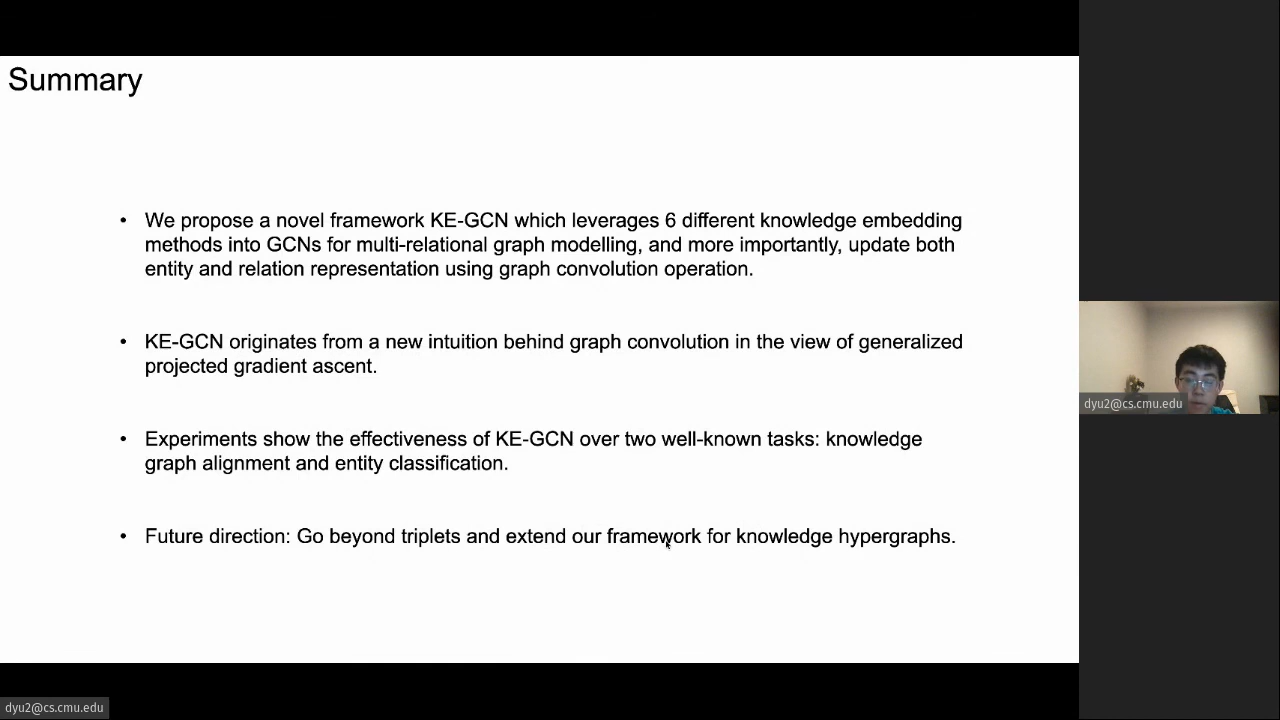 Summary
• We propose a novel framework KE-GCN which leverages 6 different knowledge embedding
methods into GCNs for multi-relational graph modelling, and more importantly, update both
entity and relation representation using graph convolution operation.
• KE-GCN originates from a new intuition behind graph convolution in the view of generalized
projected gradient ascent.
• Experiments show the effectiveness of KE-GCN over two well-known tasks: knowledge
graph alignment and entity classification.
• Future direction: Go beyond triplets and extend our framework for knowledge hypergraphs.
dyu2@cs.cmu.edu
dyu2@cs.cmu.edu